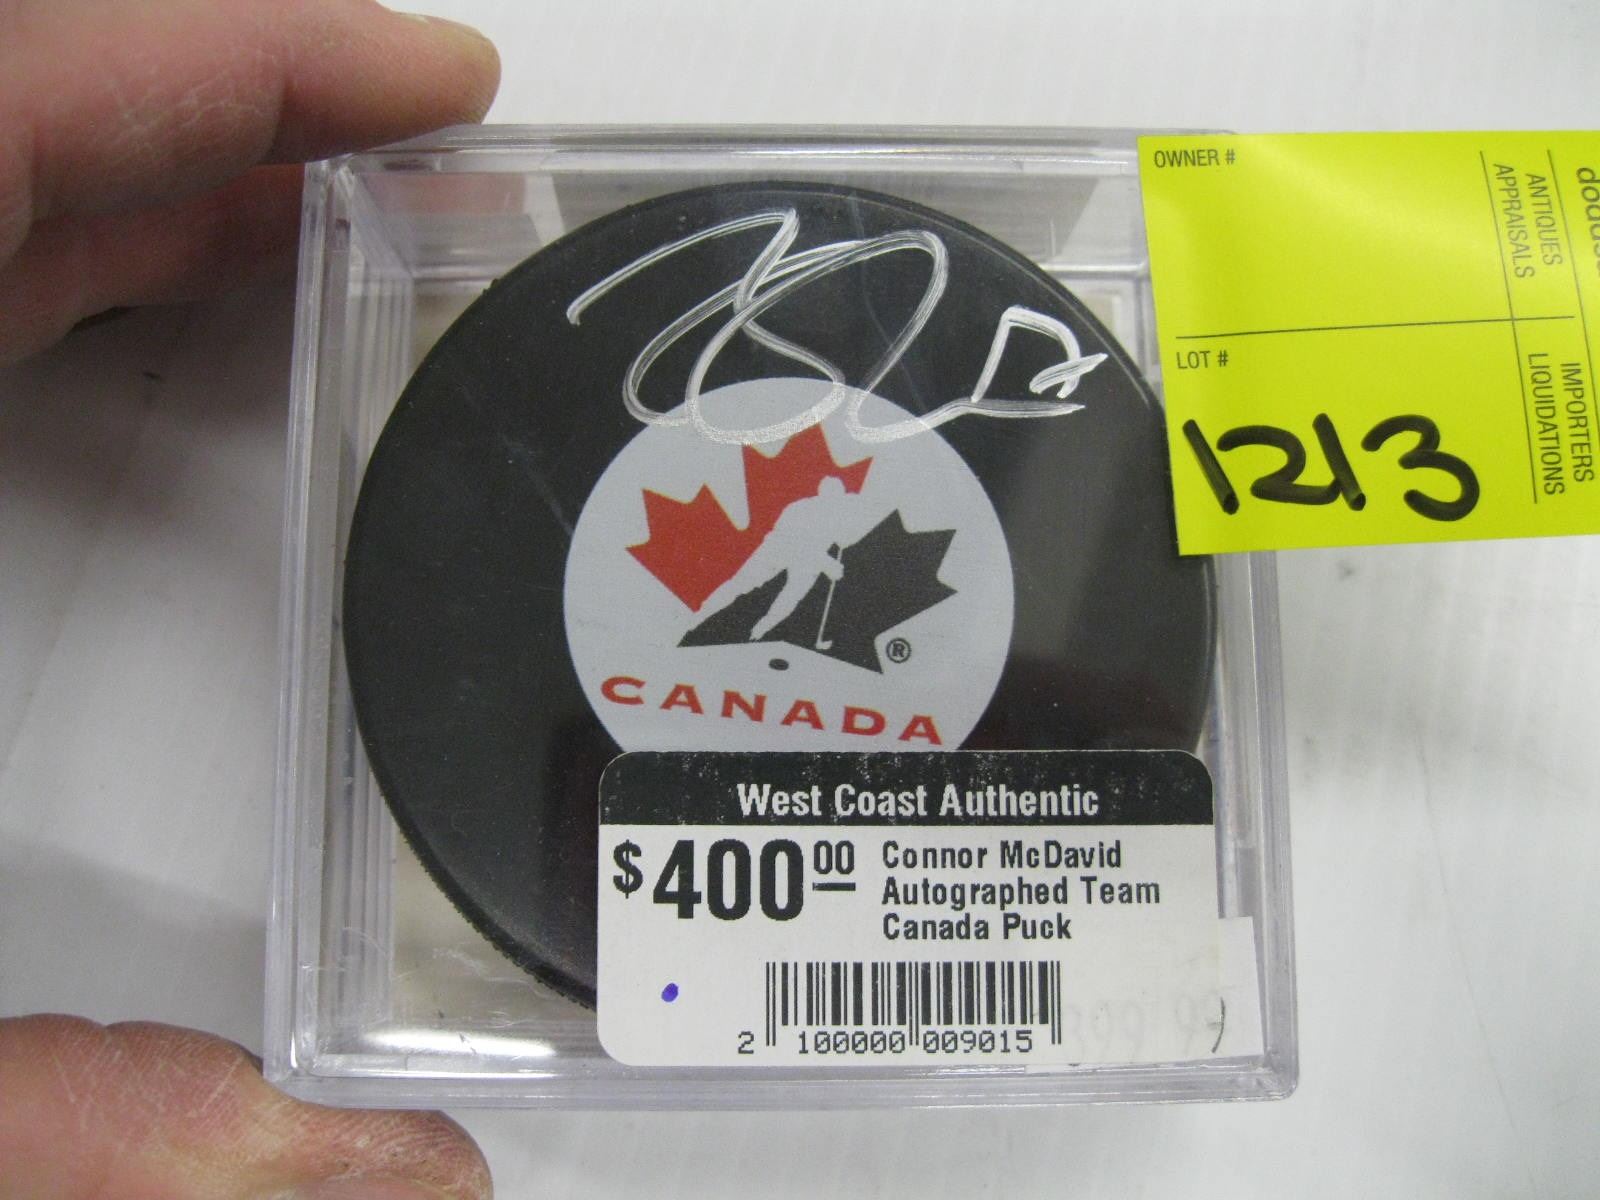 OWNER #
ANTIQUES
APPRAISALS
LOT #
1213
IMPORTERS
LIQUIDATIONS
®
CANADA
West Coast Authentic
$400.00
Connor McDavid
Autographed Team
Canada Puck
2 100000 009015